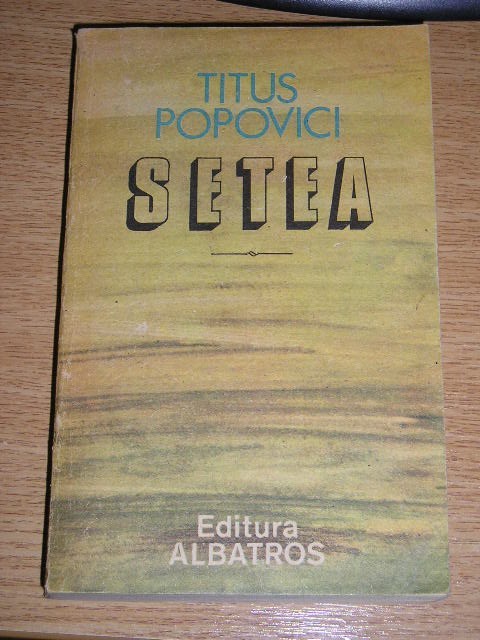 TITUS
POPOVICI
SETEA
Editura
ALBATROS